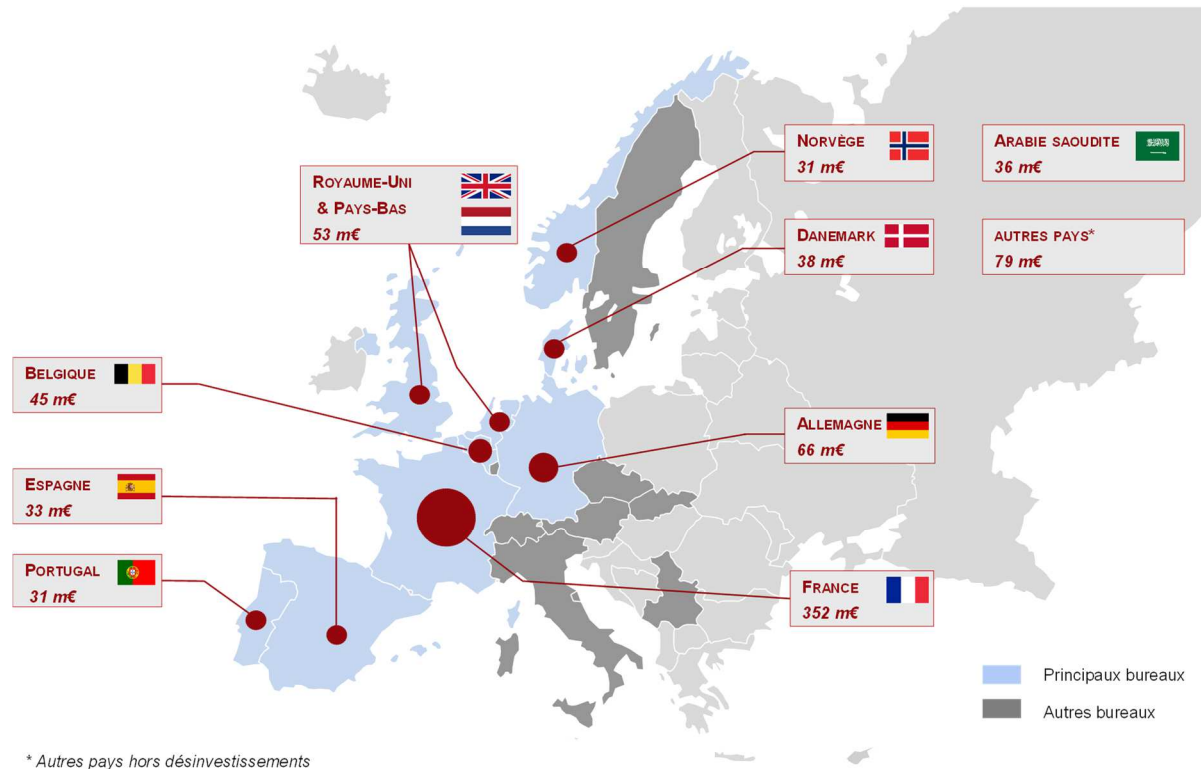 NORVÈGE
31 m€
ARABIE SAOUDITE
36 m€
ROYAUME-UNI
& PAYS-BAS
53 m€
DANEMARK
38 m€
AUTRES PAYS*
79 m€
BELGIQUE
45 m€
ALLEMAGNE
66 m€
ESPAGNE
33 m€
PORTUGAL
31 m€
FRANCE
352 m€
Principaux bureaux
Autres bureaux
* Autres pays hors désinvestissements